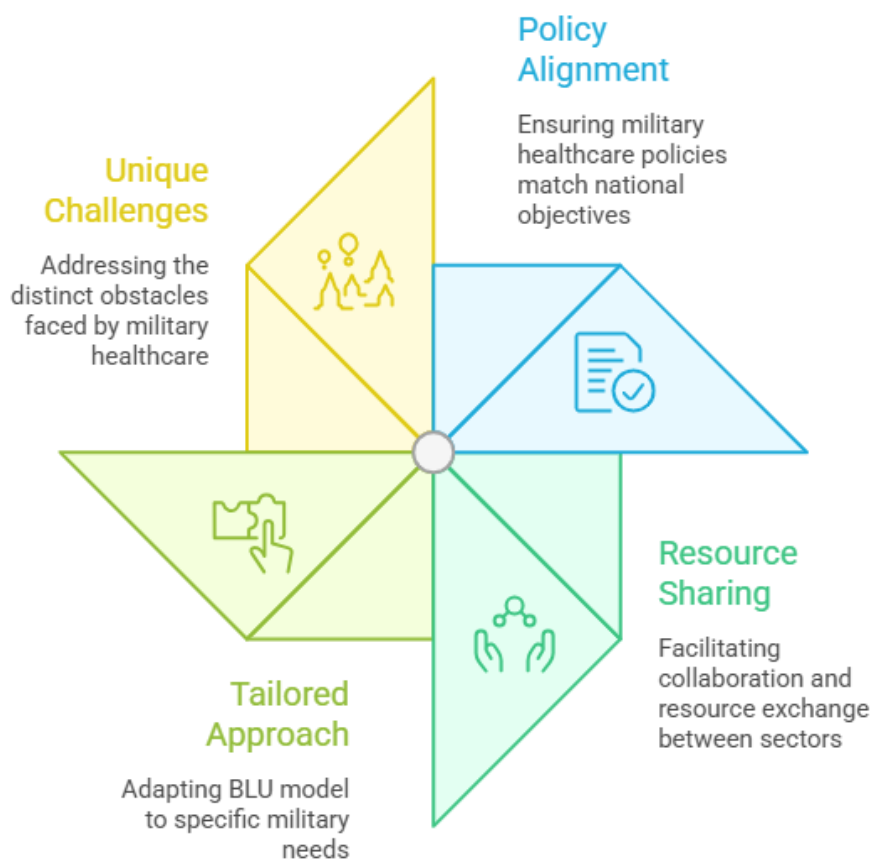 Policy
Alignment
Ensuring military
healthcare policies
match national
objectives
Unique
Challenges
Addressing the
distinct obstacles
faced by military
healthcare
Resource
Sharing
Facilitating
collaboration and
resource exchange
between sectors
Tailored
Approach
Adapting BLU model
to specific military
needs